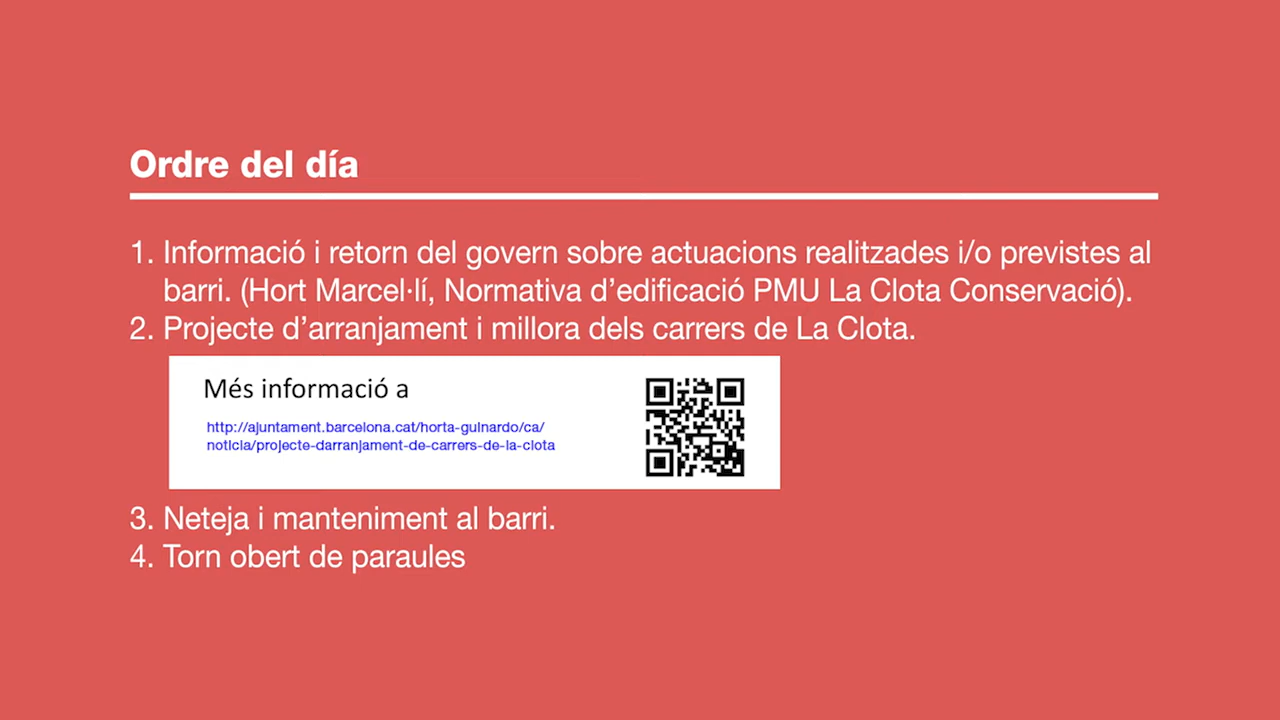 Ordre del día
1. Informació i retorn del govern sobre actuacions realitzades i/o previstes al
barri. (Hort Marcel·lí, Normativa d’edificació PMU La Clota Conservació).
2. Projecte d’arranjament i millora dels carrers de La Clota.
Més informació a
http://ajuntament.barcelona.cat/horta-guinardo/ca/
noticia/projecte-darranjament-de-carrers-de-la-clota
3. Neteja i manteniment al barri.
4. Torn obert de paraules